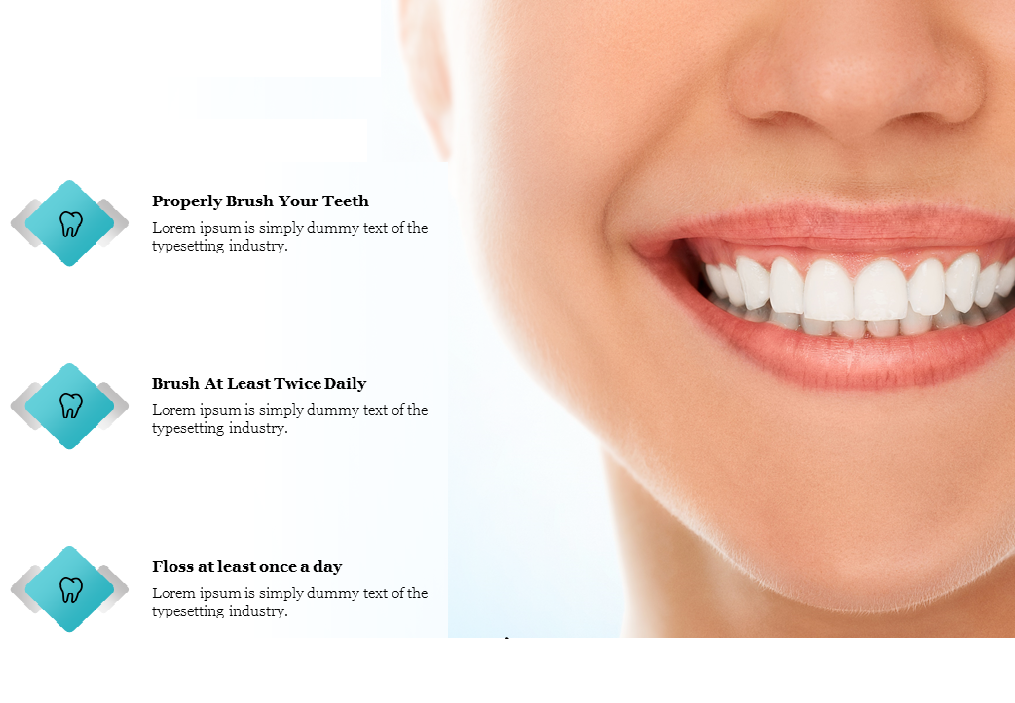 Properly Brush Your Teeth
Lorem ipsum is simply dummy text of the
typesetting industry.
Brush At Least Twice Daily
Lorem ipsum is simply dummy text of the
typesetting industry.
Floss at least once a day
Lorem ipsum is simply dummy text of the
typesetting industry.